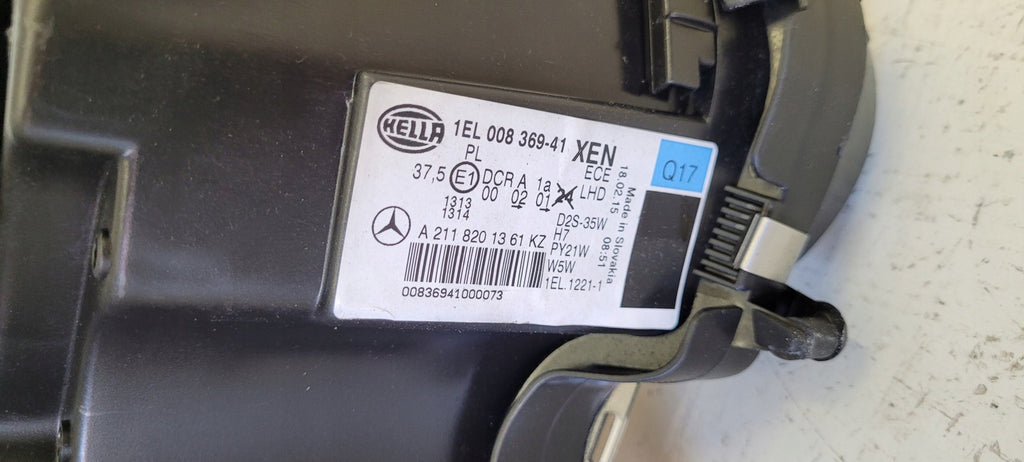 HELLA
1EL 008 369-41 XEN
PL ECE
37,5 E1 DCR A 1a LHD
00 02 01
1313
1314
A 211 820 13 61 KZ
00836941000073
D2S-35W
H7
PY21W
W5W
1EL.1221-1
18.02.15 08:51
Made in Slovakia
Q17